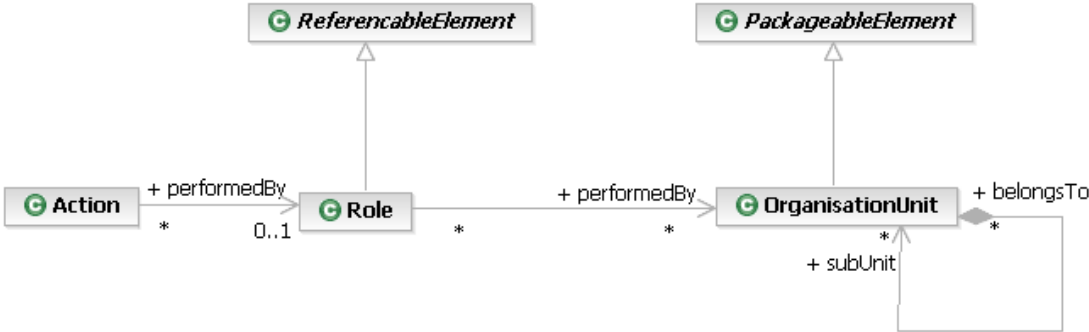 C ReferencableElement
C PackageableElement
C Action
+ performedBy
*
0..1
C Role
*
+ performedBy
*
C OrganisationUnit
+ belongsTo
*
*
+ subUnit